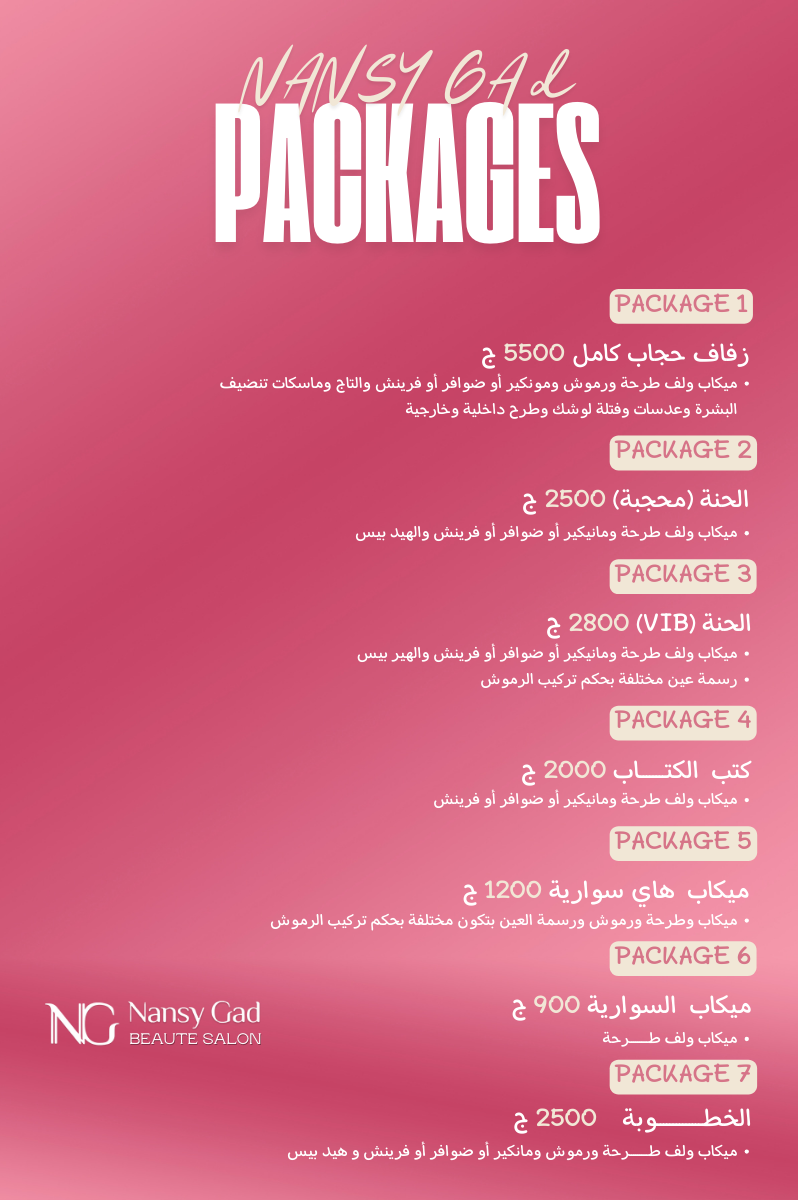 NANSY GAd
PACKAGES
PACKAGE 1
زفاف حجاب كامل 5500 ج
• ميكاب ولف طرحة ورموش ومونكير أو ضوافر أو فرينش والتاج وماسكات تنضيف
البشرة وعدسات وفتلة لوشك وطرح داخلية وخارجية
PACKAGE 2
الحنة (محجبة) 2500 ج
• ميكاب ولف طرحة ومانيكير أو ضوافر أو فرينش والهيد بيس
PACKAGE 3
الحنة (VIB) 2800 ج
• ميكاب ولف طرحة ومانيكير أو ضوافر أو فرينش والهير بيس
• رسمة عين مختلفة بحكم تركيب الرموش
PACKAGE 4
كتب الكتـــاب 2000 ج
• ميكاب ولف طرحة ومانيكير أو ضوافر أو فرينش
PACKAGE 5
ميكاب هاي سوارية 1200 ج
• ميكاب وطرحة ورموش ورسمة العين بتكون مختلفة بحكم تركيب الرموش
PACKAGE 6
ميكاب السوارية 900 ج
• ميكاب ولف طـــرحة
PACKAGE 7
الخطـــــــوبة 2500 ج
• ميكاب ولف طـــرحة ورموش ومانكير أو ضوافر أو فرينش و هيد بيس
NG Nansy Gad
BEAUTE SALON